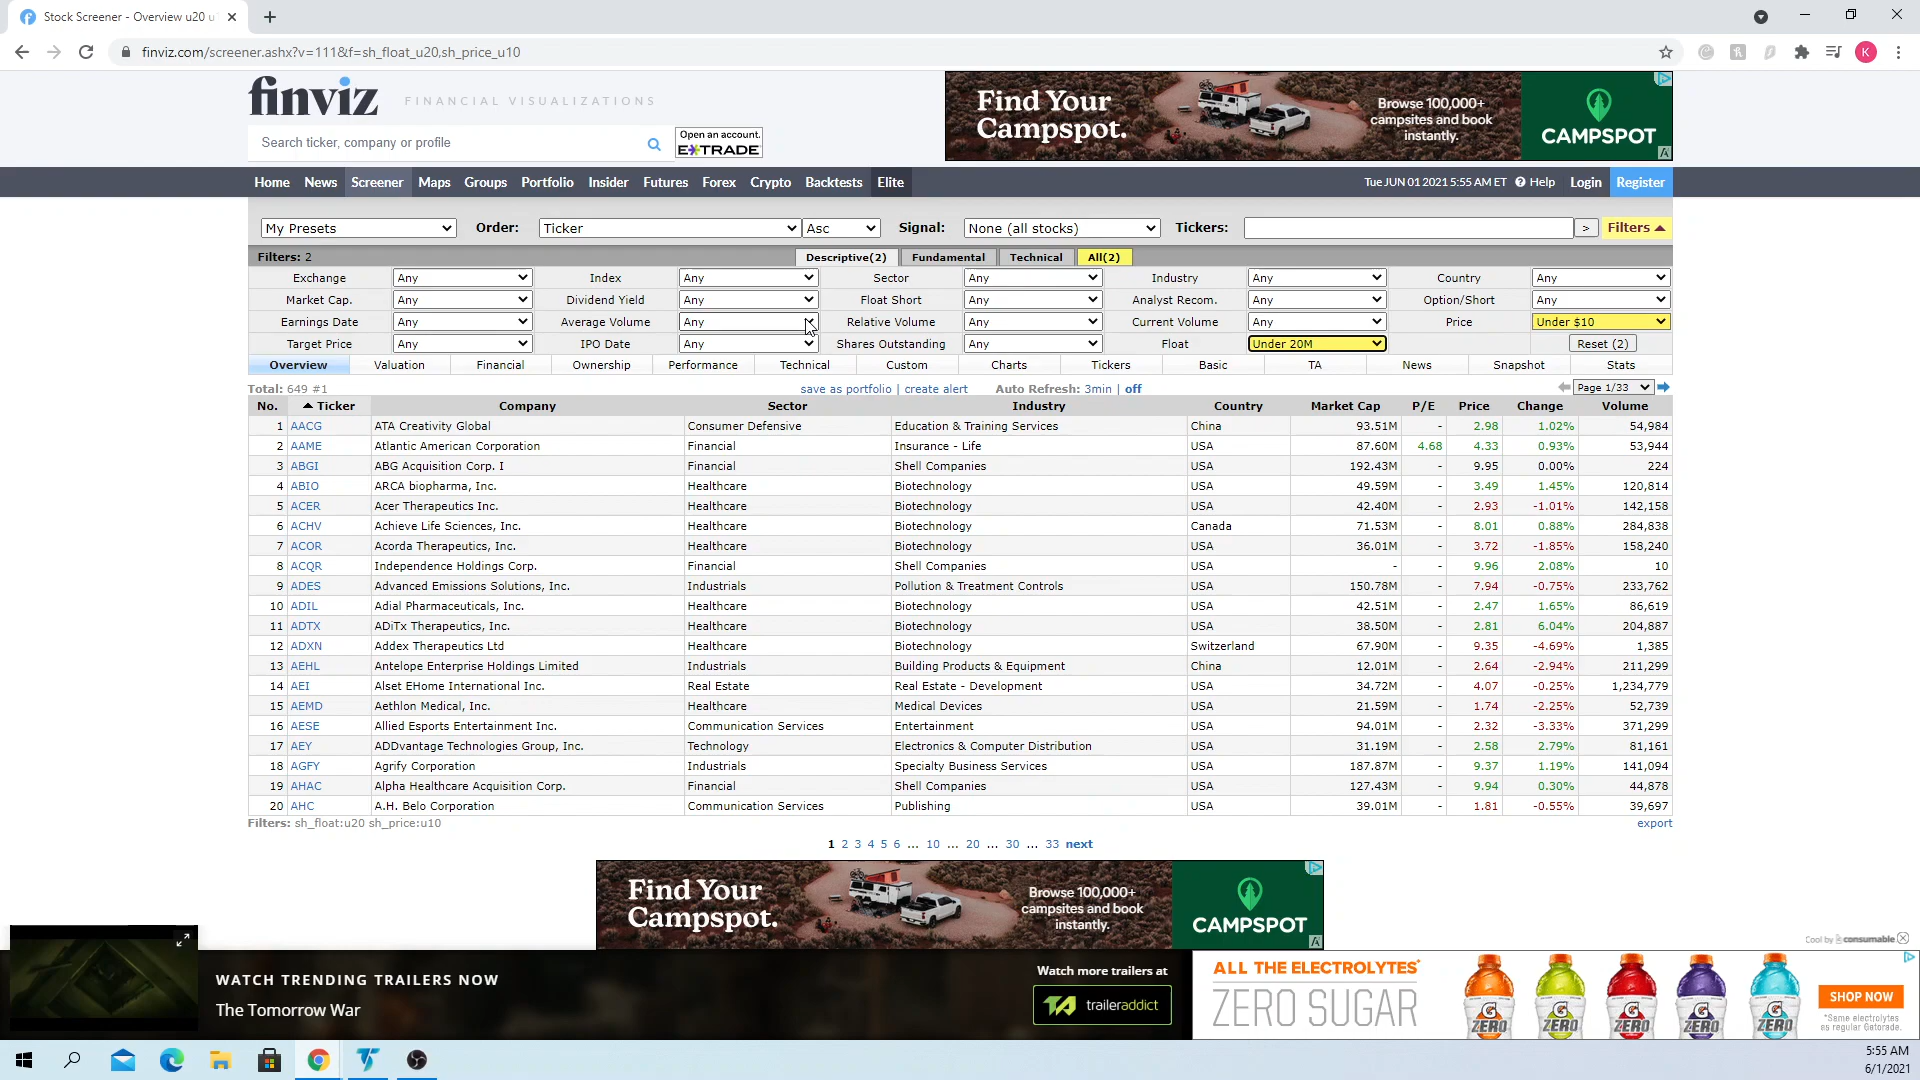 Stock Screener - Overview u20 u
finviz.com/screener.ashx?v=111&f=sh_float_u20,sh_price_u10
K
finviz FINANCIAL VISUALIZATIONS
Search ticker, company or profile
Open an account.
E*TRADE
Find Your Campspot.
Browse 100,000+ campsites and book instantly.
CAMPSPOT
Home News Screener Maps Groups Portfolio Insider Futures Forex Crypto Backtests Elite
Tue JUN 01 2021 5:55 AM ET Help Login Register
My Presets Order: Ticker Asc Signal: None (all stocks) Tickers: > Filters
Filters: 2 Descriptive(2) Fundamental Technical All(2)
Exchange Any Index Any Sector Any Industry Any Country Any
Market Cap. Any Dividend Yield Any Float Short Any Analyst Recom. Any Option/Short Any
Earnings Date Any Average Volume Any Relative Volume Any Current Volume Any Price Under $10
Target Price Any IPO Date Any Shares Outstanding Any Float Under 20M Reset (2)
Overview Valuation Financial Ownership Performance Technical Custom Charts Tickers Basic TA News Snapshot Stats
Total: 649 #1 save as portfolio | create alert Auto Refresh: 3min | off Page 1/33
No. Ticker Company Sector Industry Country Market Cap P/E Price Change Volume
1 AACG ATA Creativity Global Consumer Defensive Education & Training Services China 93.51M - 2.98 1.02% 54,984
2 AAME Atlantic American Corporation Financial Insurance - Life USA 87.60M 4.68 4.33 0.93% 53,944
3 ABGI ABG Acquisition Corp. I Financial Shell Companies USA 192.43M - 9.95 0.00% 224
4 ABIO ARCA biopharma, Inc. Healthcare Biotechnology USA 49.59M - 3.49 1.45% 120,814
5 ACER Acer Therapeutics Inc. Healthcare Biotechnology USA 42.40M - 2.93 -1.01% 142,158
6 ACHV Achieve Life Sciences, Inc. Healthcare Biotechnology Canada 71.53M - 8.01 0.88% 284,838
7 ACOR Acorda Therapeutics, Inc. Healthcare Biotechnology USA 36.01M - 3.72 -1.85% 158,240
8 ACQR Independence Holdings Corp. Financial Shell Companies USA - - 9.96 2.08% 10
9 ADES Advanced Emissions Solutions, Inc. Industrials Pollution & Treatment Controls USA 150.78M - 7.94 -0.75% 233,762
10 ADIL Adial Pharmaceuticals, Inc. Healthcare Biotechnology USA 42.51M - 2.47 1.65% 86,619
11 ADTX ADiTx Therapeutics, Inc. Healthcare Biotechnology USA 38.50M - 2.81 6.04% 204,887
12 ADXN Addex Therapeutics Ltd Healthcare Biotechnology Switzerland 67.90M - 9.35 -4.69% 1,385
13 AEHL Antelope Enterprise Holdings Limited Industrials Building Products & Equipment China 12.01M - 2.64 -2.94% 211,299
14 AEI Alset EHome International Inc. Real Estate Real Estate - Development USA 34.72M - 4.07 -0.25% 1,234,779
15 AEMD Aethlon Medical, Inc. Healthcare Medical Devices USA 21.59M - 1.74 -2.25% 52,739
16 AESE Allied Esports Entertainment Inc. Communication Services Entertainment USA 94.01M - 2.32 -3.33% 371,299
17 AEY ADDvantage Technologies Group, Inc. Technology Electronics & Computer Distribution USA 31.19M - 2.58 2.79% 81,161
18 AGFY Agrify Corporation Industrials Specialty Business Services USA 187.87M - 9.37 1.19% 141,094
19 AHAC Alpha Healthcare Acquisition Corp. Financial Shell Companies USA 127.43M - 9.94 0.30% 44,878
20 AHC A.H. Belo Corporation Communication Services Publishing USA 39.01M - 1.81 -0.55% 39,697
Filters: sh_float:u20 sh_price:u10 export
1 2 3 4 5 6 ... 10 ... 20 ... 30 ... 33 next
Find Your Campspot.
Browse 100,000+ campsites and book instantly.
CAMPSPOT
Cool by consumable
WATCH TRENDING TRAILERS NOW
The Tomorrow War
Watch more trailers at
traileraddict
ALL THE ELECTROLYTES*
ZERO SUGAR
G ZERO G ZERO G ZERO G ZERO G ZERO
SHOP NOW
*Same electrolytes as regular Gatorade.
5:55 AM
6/1/2021